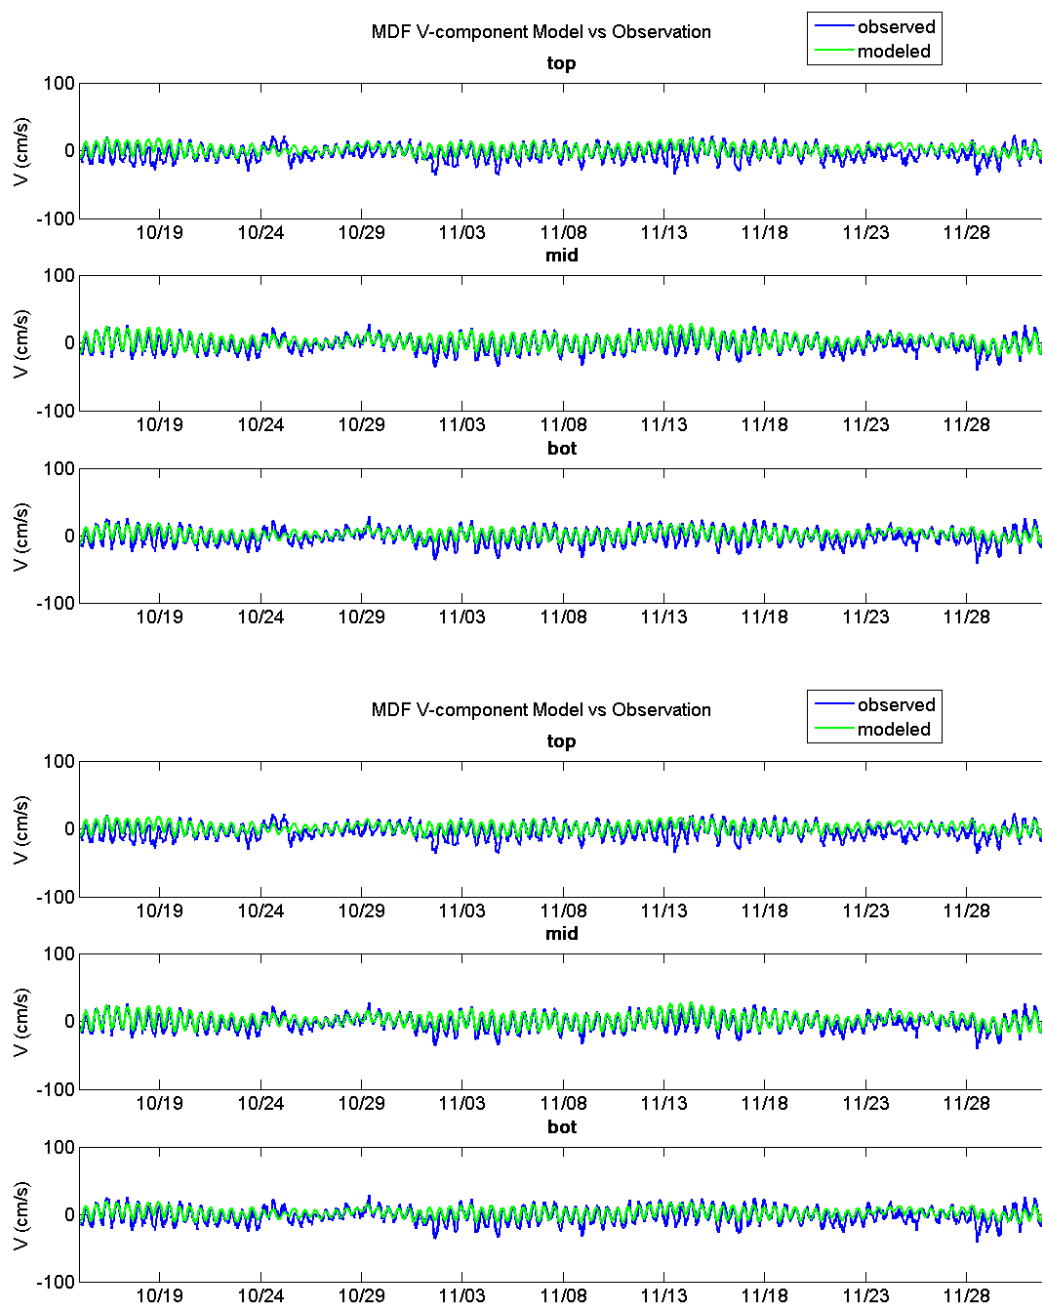 MDF V-component Model vs Observation
observed
modeled
top
100
0
-100
V (cm/s)
10/19 10/24 10/29 11/03 11/08 11/13 11/18 11/23 11/28
mid
100
0
-100
V (cm/s)
10/19 10/24 10/29 11/03 11/08 11/13 11/18 11/23 11/28
bot
100
0
-100
V (cm/s)
10/19 10/24 10/29 11/03 11/08 11/13 11/18 11/23 11/28
MDF V-component Model vs Observation
observed
modeled
top
100
0
-100
V (cm/s)
10/19 10/24 10/29 11/03 11/08 11/13 11/18 11/23 11/28
mid
100
0
-100
V (cm/s)
10/19 10/24 10/29 11/03 11/08 11/13 11/18 11/23 11/28
bot
100
0
-100
V (cm/s)
10/19 10/24 10/29 11/03 11/08 11/13 11/18 11/23 11/28